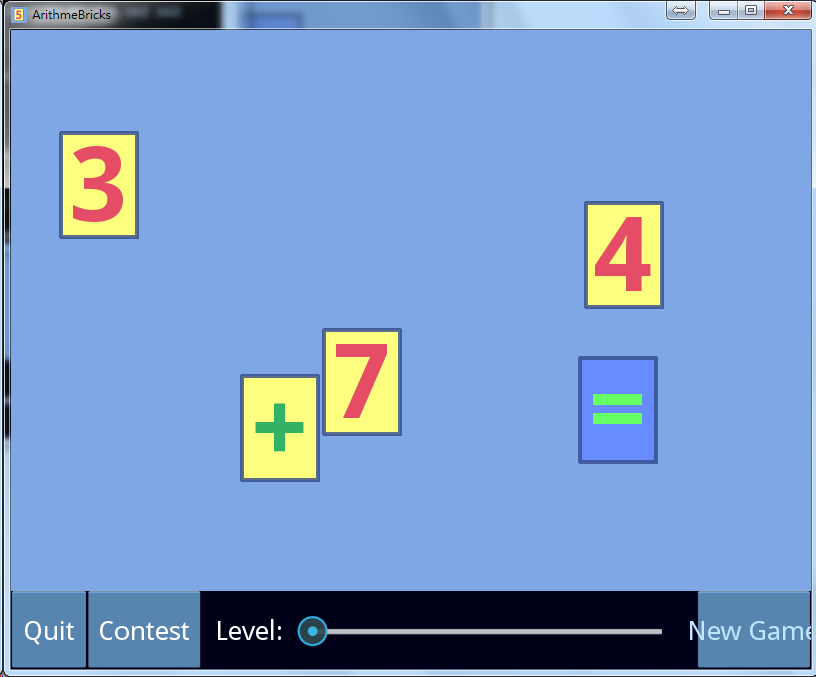 ArithmeBricks
3
4
7
+
=
Quit
Contest
Level:
New Game